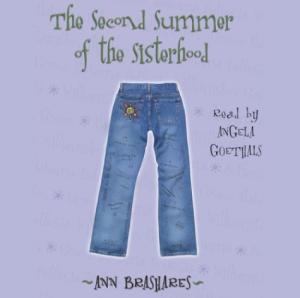 The Second Summer
of the Sisterhood
Read by
ANGELA
GOETHALS
~ANN BRASHARES~